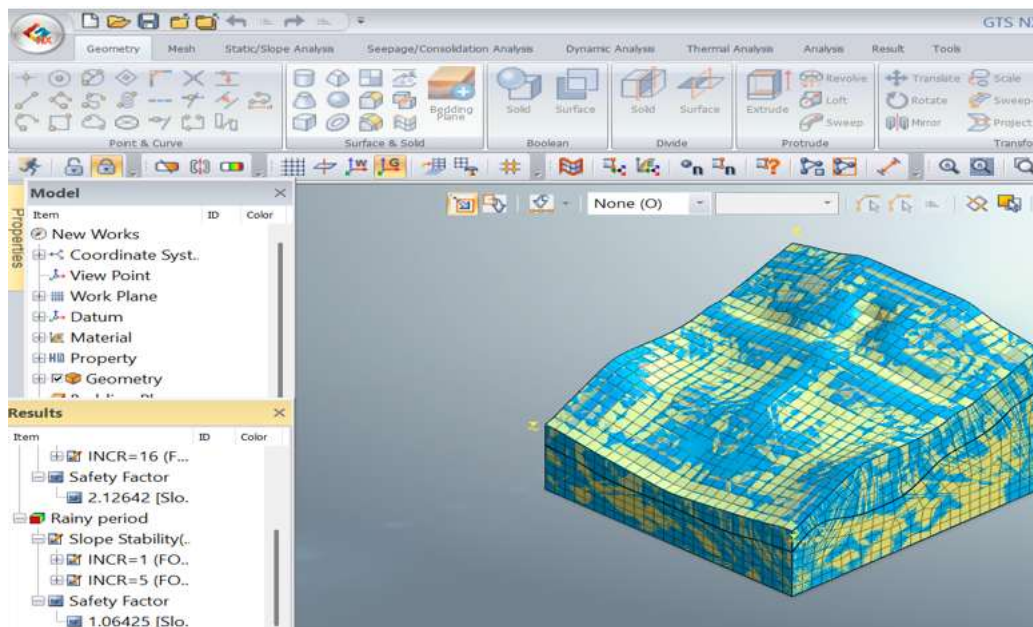 GTS N
Geometry Mesh Static/Slope Analysis Seepage/Consolidation Analysis Dynamic Analysis Thermal Analysis Analysis Result Tools
Bedding Plane
Solid Surface Solid Surface Extrude
Revolve Loft Sweep
Translate Scale
Rotate Sweep
Mirror Project
Point & Curve Surface & Solid Boolean Divide Protrude Transfo
Model
Properties
Item ID Color
New Works
Coordinate Syst..
View Point
Work Plane
Datum
Material
Property
Geometry
None (O)
Results
Item ID Color
INCR=16 (F...
Safety Factor
2.12642 [Slo.
Rainy period
Slope Stability(..
INCR=1 (FO..
INCR=5 (FO..
Safety Factor
1.06425 [Slo.